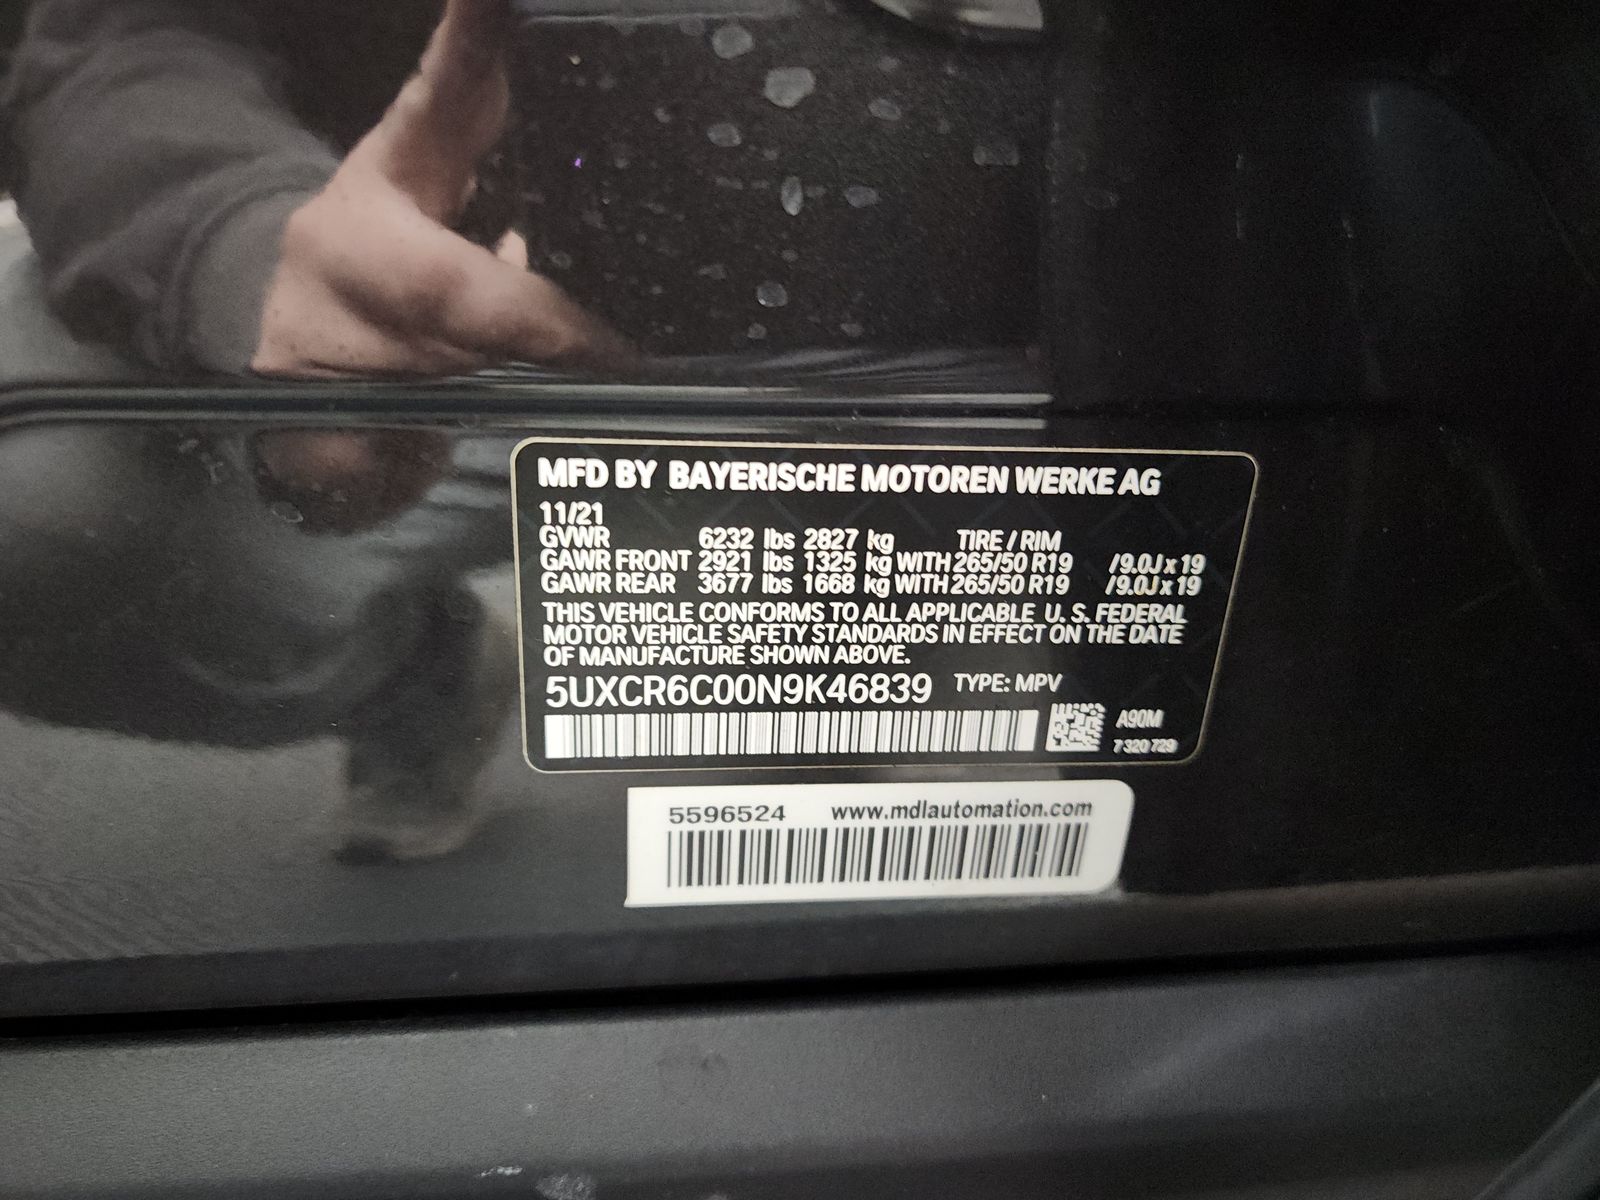 MFD BY BAYERISCHE MOTOREN WERKE AG
11/21
GVWR 6232 lbs 2827 kg TIRE / RIM
GAWR FRONT 2921 lbs 1325 kg WITH 265/50 R19 /9.0J x 19
GAWR REAR 3677 lbs 1668 kg WITH 265/50 R19 /9.0J x 19
THIS VEHICLE CONFORMS TO ALL APPLICABLE U. S. FEDERAL
MOTOR VEHICLE SAFETY STANDARDS IN EFFECT ON THE DATE
OF MANUFACTURE SHOWN ABOVE.
5UXCR6C00N9K46839 TYPE: MPV
A90M
7 320 729
5596524 www.mdlautomation.com